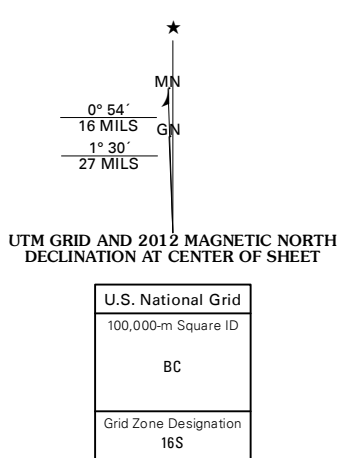 ★
MN
0° 54´
16 MILS
GN
1° 30´
27 MILS
UTM GRID AND 2012 MAGNETIC NORTH
DECLINATION AT CENTER OF SHEET
U.S. National Grid
100,000-m Square ID
BC
Grid Zone Designation
16S